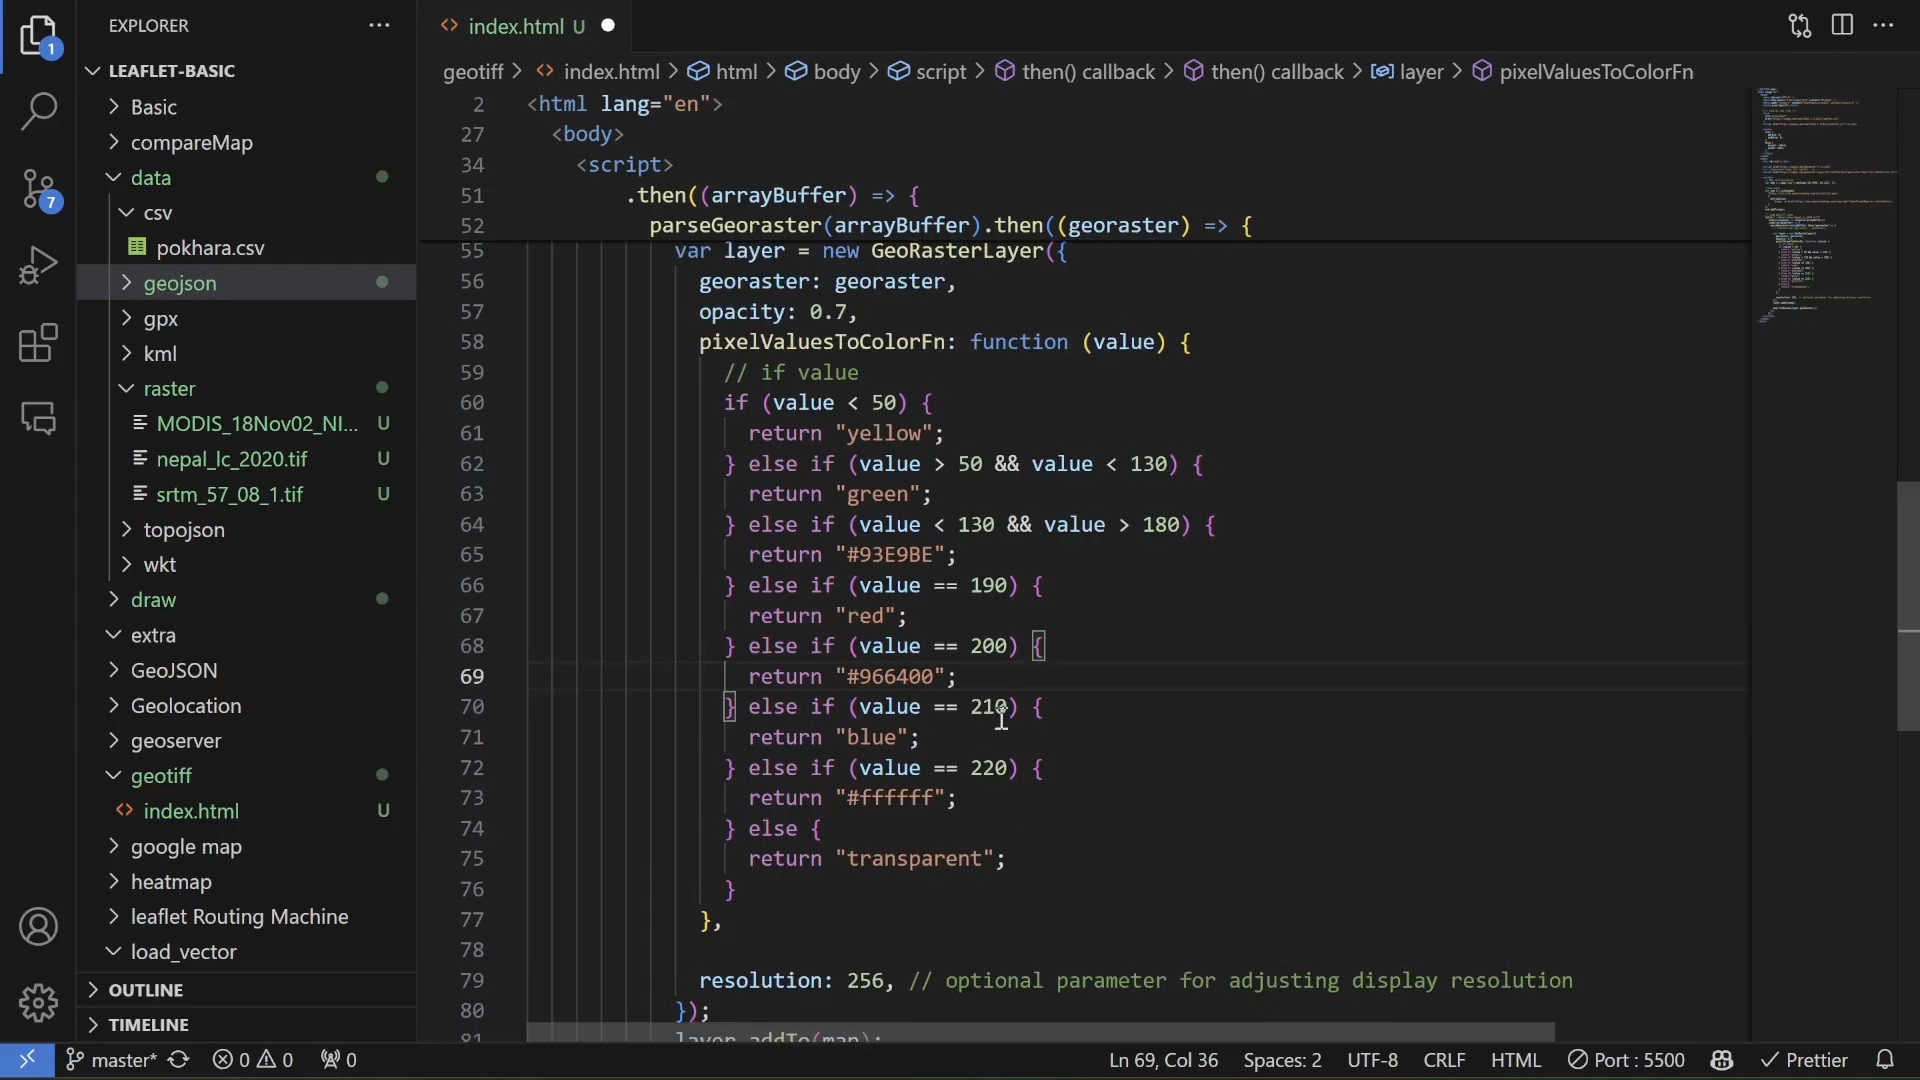 EXPLORER
1
LEAFLET-BASIC
Basic
compareMap
data
csv
pokhara.csv
geojson
gpx
kml
raster
MODIS_18Nov02_NI... U
nepal_lc_2020.tif U
srtm_57_08_1.tif U
topojson
wkt
draw
extra
GeoJSON
Geolocation
geoserver
geotiff
index.html U
google map
heatmap
leaflet Routing Machine
load_vector
OUTLINE
TIMELINE
7
index.html U
geotiff > index.html > html > body > script > then() callback > then() callback > layer > pixelValuesToColorFn
2 <html lang="en">
27 <body>
34 <script>
51 .then((arrayBuffer) => {
52 parseGeoraster(arrayBuffer).then((georaster) => {
55 var layer = new GeoRasterLayer({
56 georaster: georaster,
57 opacity: 0.7,
58 pixelValuesToColorFn: function (value) {
59 // if value
60 if (value < 50) {
61 return "yellow";
62 } else if (value > 50 && value < 130) {
63 return "green";
64 } else if (value < 130 && value > 180) {
65 return "#93E9BE";
66 } else if (value == 190) {
67 return "red";
68 } else if (value == 200) {
69 return "#966400";
70 } else if (value == 210) {
71 return "blue";
72 } else if (value == 220) {
73 return "#ffffff";
74 } else {
75 return "transparent";
76 }
77 },
78
79 resolution: 256, // optional parameter for adjusting display resolution
80 });
81 layer.addTo(map);
master* 0 0 0 Ln 69, Col 36 Spaces: 2 UTF-8 CRLF HTML Port : 5500 Prettier